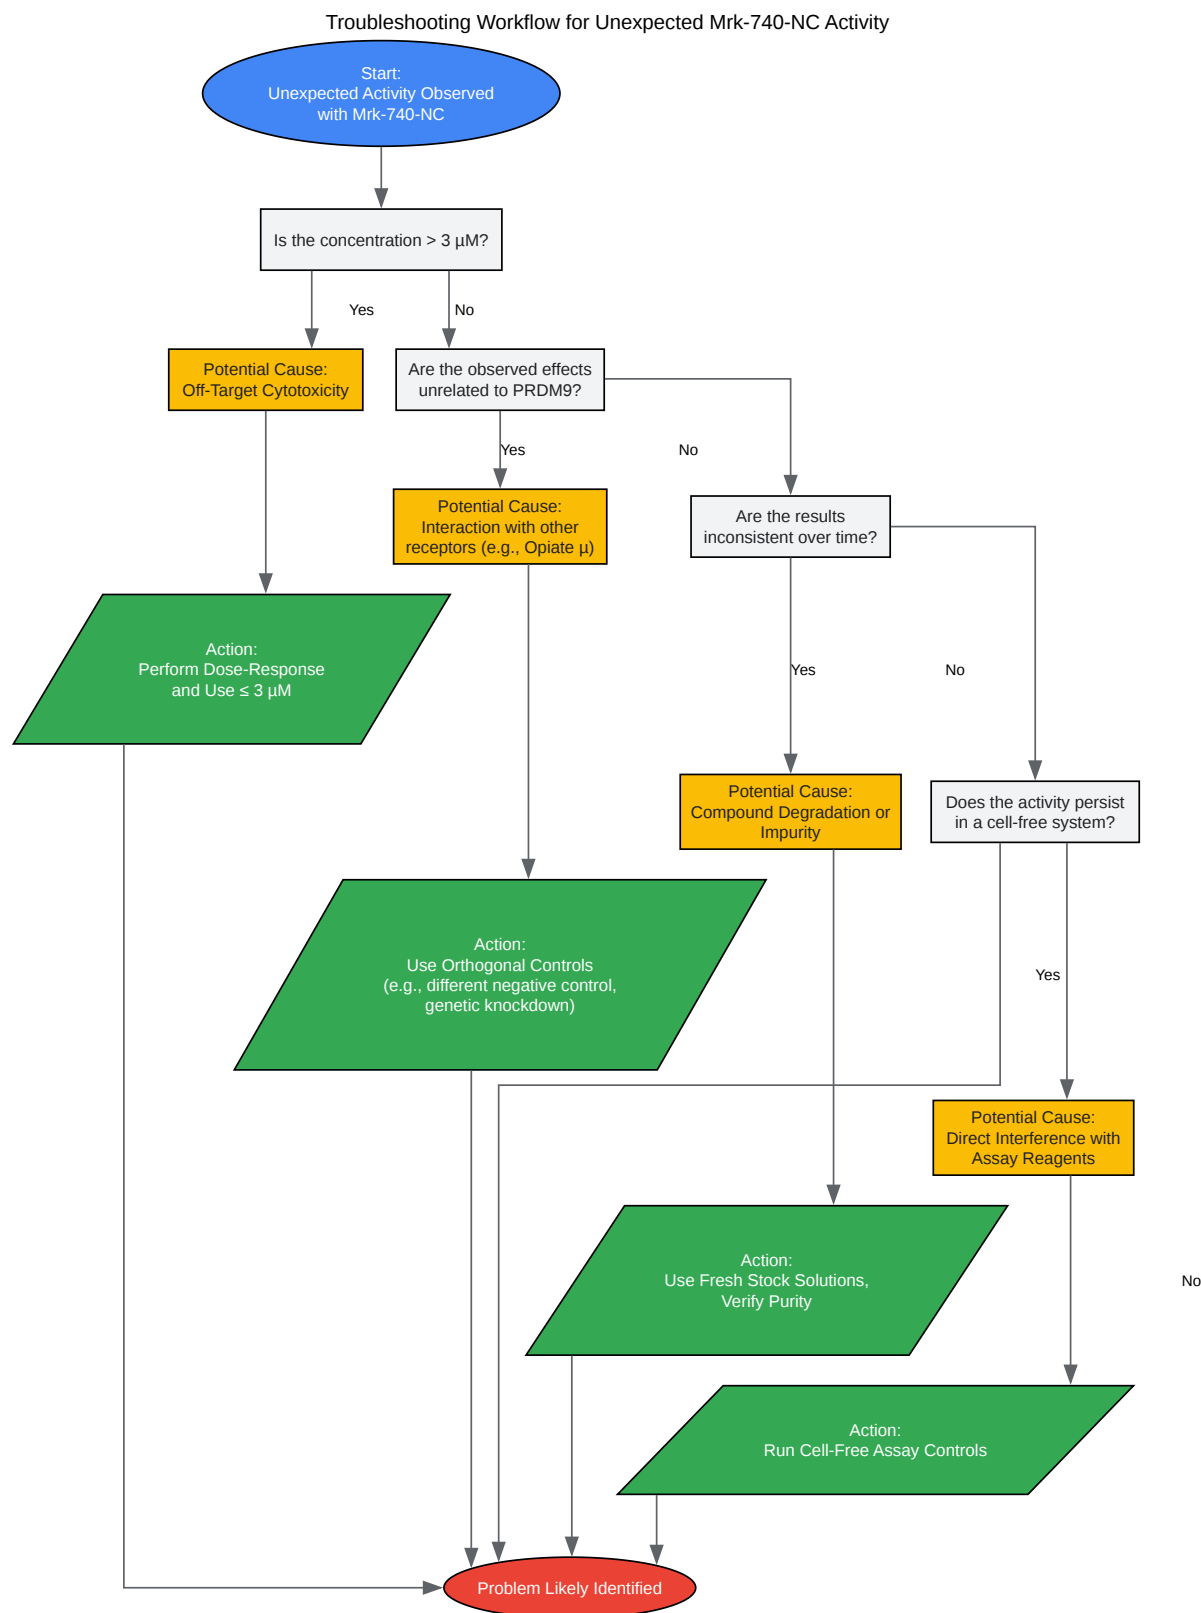 Troubleshooting Workflow for Unexpected Mrk-740-NC Activity
Start:
Unexpected Activity Observed
with Mrk-740-NC
Is the concentration > 3 µM?
Yes
No
Potential Cause:
Off-Target Cytotoxicity
Are the observed effects
unrelated to PRDM9?
Yes
No
Potential Cause:
Interaction with other
receptors (e.g., Opiate µ)
Are the results
inconsistent over time?
Action:
Perform Dose-Response
and Use ≤ 3 µM
Yes
No
Potential Cause:
Compound Degradation or
Impurity
Does the activity persist
in a cell-free system?
Action:
Use Orthogonal Controls
(e.g., different negative control,
genetic knockdown)
Yes
Potential Cause:
Direct Interference with
Assay Reagents
Action:
Use Fresh Stock Solutions,
Verify Purity
No
Action:
Run Cell-Free Assay Controls
Problem Likely Identified